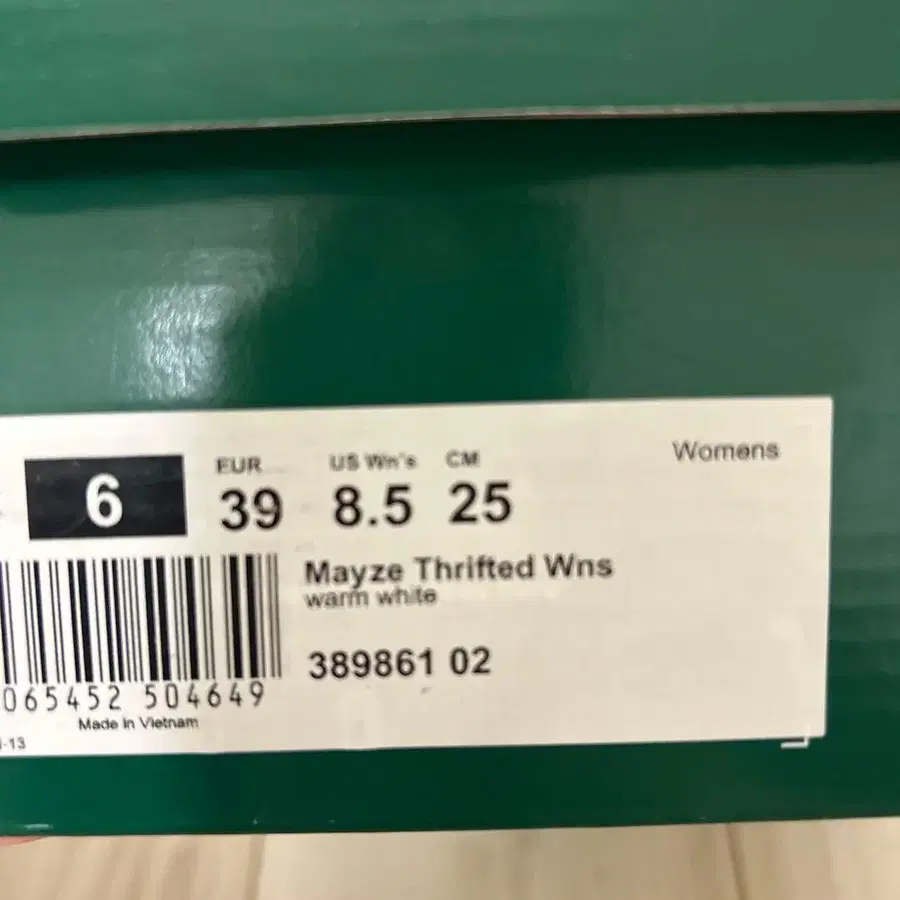 EUR US Wn's CM Womens
6 39 8.5 25
Mayze Thrifted Wns
warm white
389861 02
065452 504649
Made in Vietnam
-13